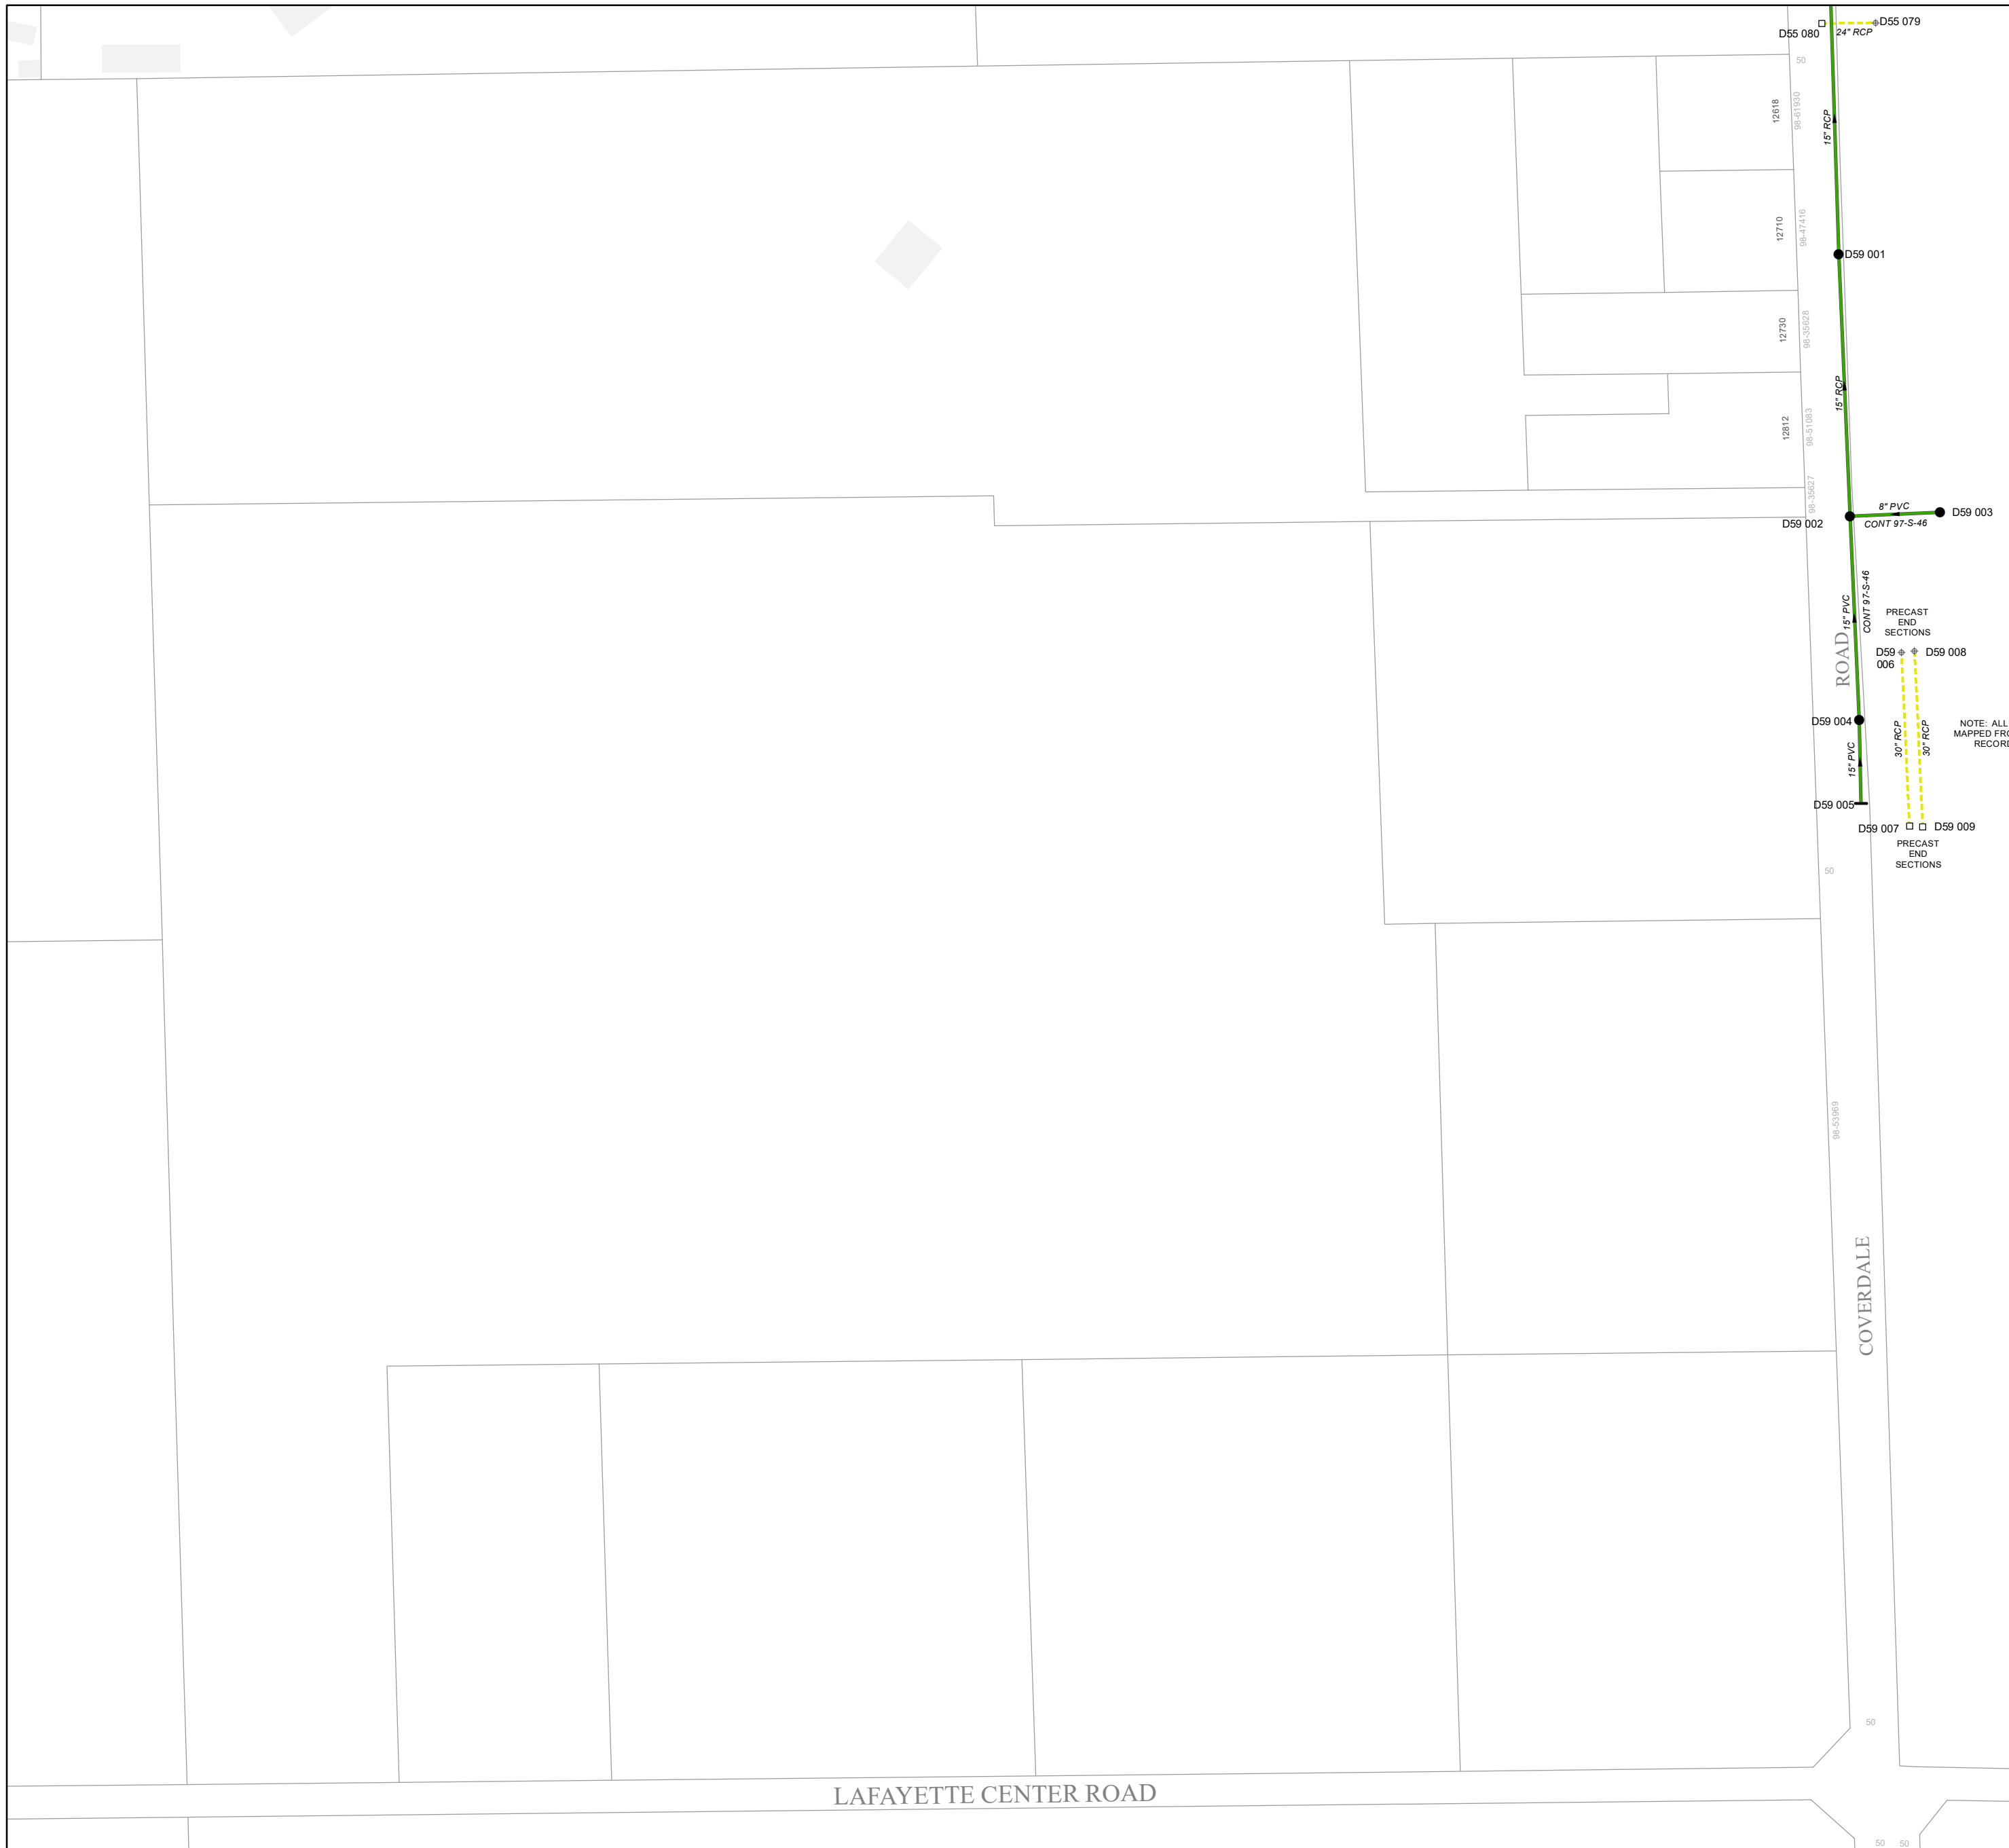 D55 079
D55 080
24" RCP
50
12618
98-61930
15" RCP
12710
98-47416
D59 001
12730
98-35628
15" RCP
12812
98-51083
98-35627
8" PVC
D59 003
D59 002
CONT 97-S-46
CONT 97-S-46
15" PVC
PRECAST
END
SECTIONS
ROAD
D59
006
D59 008
D59 004
30" RCP
30" RCP
NOTE: ALL
MAPPED FRO
RECORD
15" PVC
D59 005
D59 007
D59 009
PRECAST
END
SECTIONS
50
98-53969
COVERDALE
50
LAFAYETTE CENTER ROAD
50
50